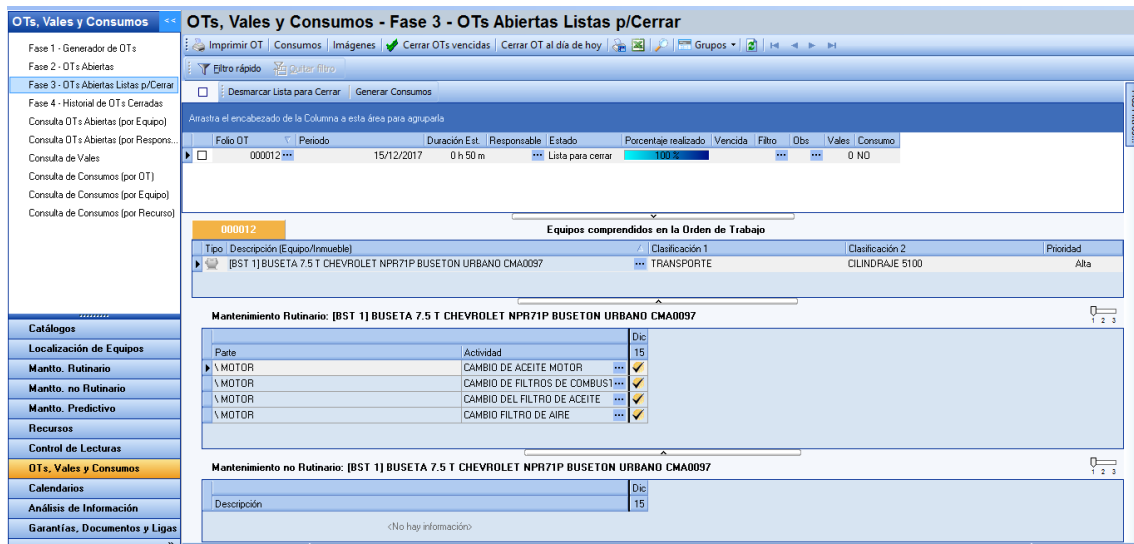 OTs, Vales y Consumos <<
Fase 1 - Generador de OTs
Fase 2 - OTs Abiertas
Fase 3 - OTs Abiertas Listas p/Cerrar
Fase 4 - Historial de OTs Cerradas
Consulta OTs Abiertas (por Equipo)
Consulta OTs Abiertas (por Respons...
Consulta de Vales
Consulta de Consumos (por OT)
Consulta de Consumos (por Equipo)
Consulta de Consumos (por Recurso)
Catálogos
Localización de Equipos
Mantto. Rutinario
Mantto. no Rutinario
Mantto. Predictivo
Recursos
Control de Lecturas
OTs, Vales y Consumos
Calendarios
Análisis de Información
Garantías, Documentos y Ligas
OTs, Vales y Consumos - Fase 3 - OTs Abiertas Listas p/Cerrar
Imprimir OT Consumos Imágenes Cerrar OTs vencidas Cerrar OT al día de hoy Grupos
Filtro rápido Quitar filtro
Desmarcar Lista para Cerrar Generar Consumos
Arrastra el encabezado de la Columna a esta área para agruparla
Folio OT Periodo Duración Est. Responsable Estado Porcentaje realizado Vencida Filtro Obs Vales Consumo
000012 ... 15/12/2017 0 h 50 m ... Lista para cerrar 100 % ... ... 0 NO
000012 Equipos comprendidos en la Orden de Trabajo
Tipo Descripción (Equipo/Inmueble) Clasificación 1 Clasificación 2 Prioridad
[BST 1] BUSETA 7.5 T CHEVROLET NPR71P BUSETON URBANO CMA0097 ... TRANSPORTE CILINDRAJE 5100 Alta
Mantenimiento Rutinario: [BST 1] BUSETA 7.5 T CHEVROLET NPR71P BUSETON URBANO CMA0097 1 2 3
Dic
Parte Actividad 15
\ MOTOR CAMBIO DE ACEITE MOTOR ...
\ MOTOR CAMBIO DE FILTROS DE COMBUST ...
\ MOTOR CAMBIO DEL FILTRO DE ACEITE ...
\ MOTOR CAMBIO FILTRO DE AIRE ...
Mantenimiento no Rutinario: [BST 1] BUSETA 7.5 T CHEVROLET NPR71P BUSETON URBANO CMA0097 1 2 3
Dic
Descripción 15
<No hay información>